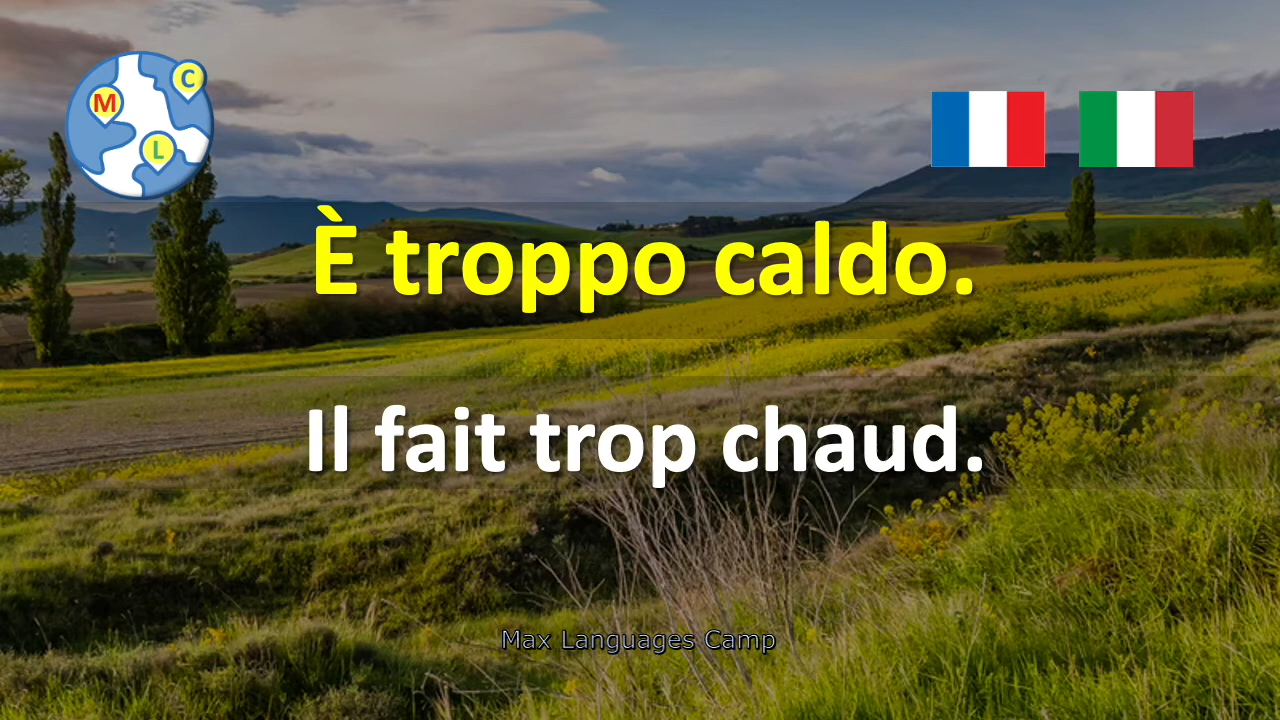 M
C
L
È troppo caldo.
Il fait trop chaud.
Max Languages Camp